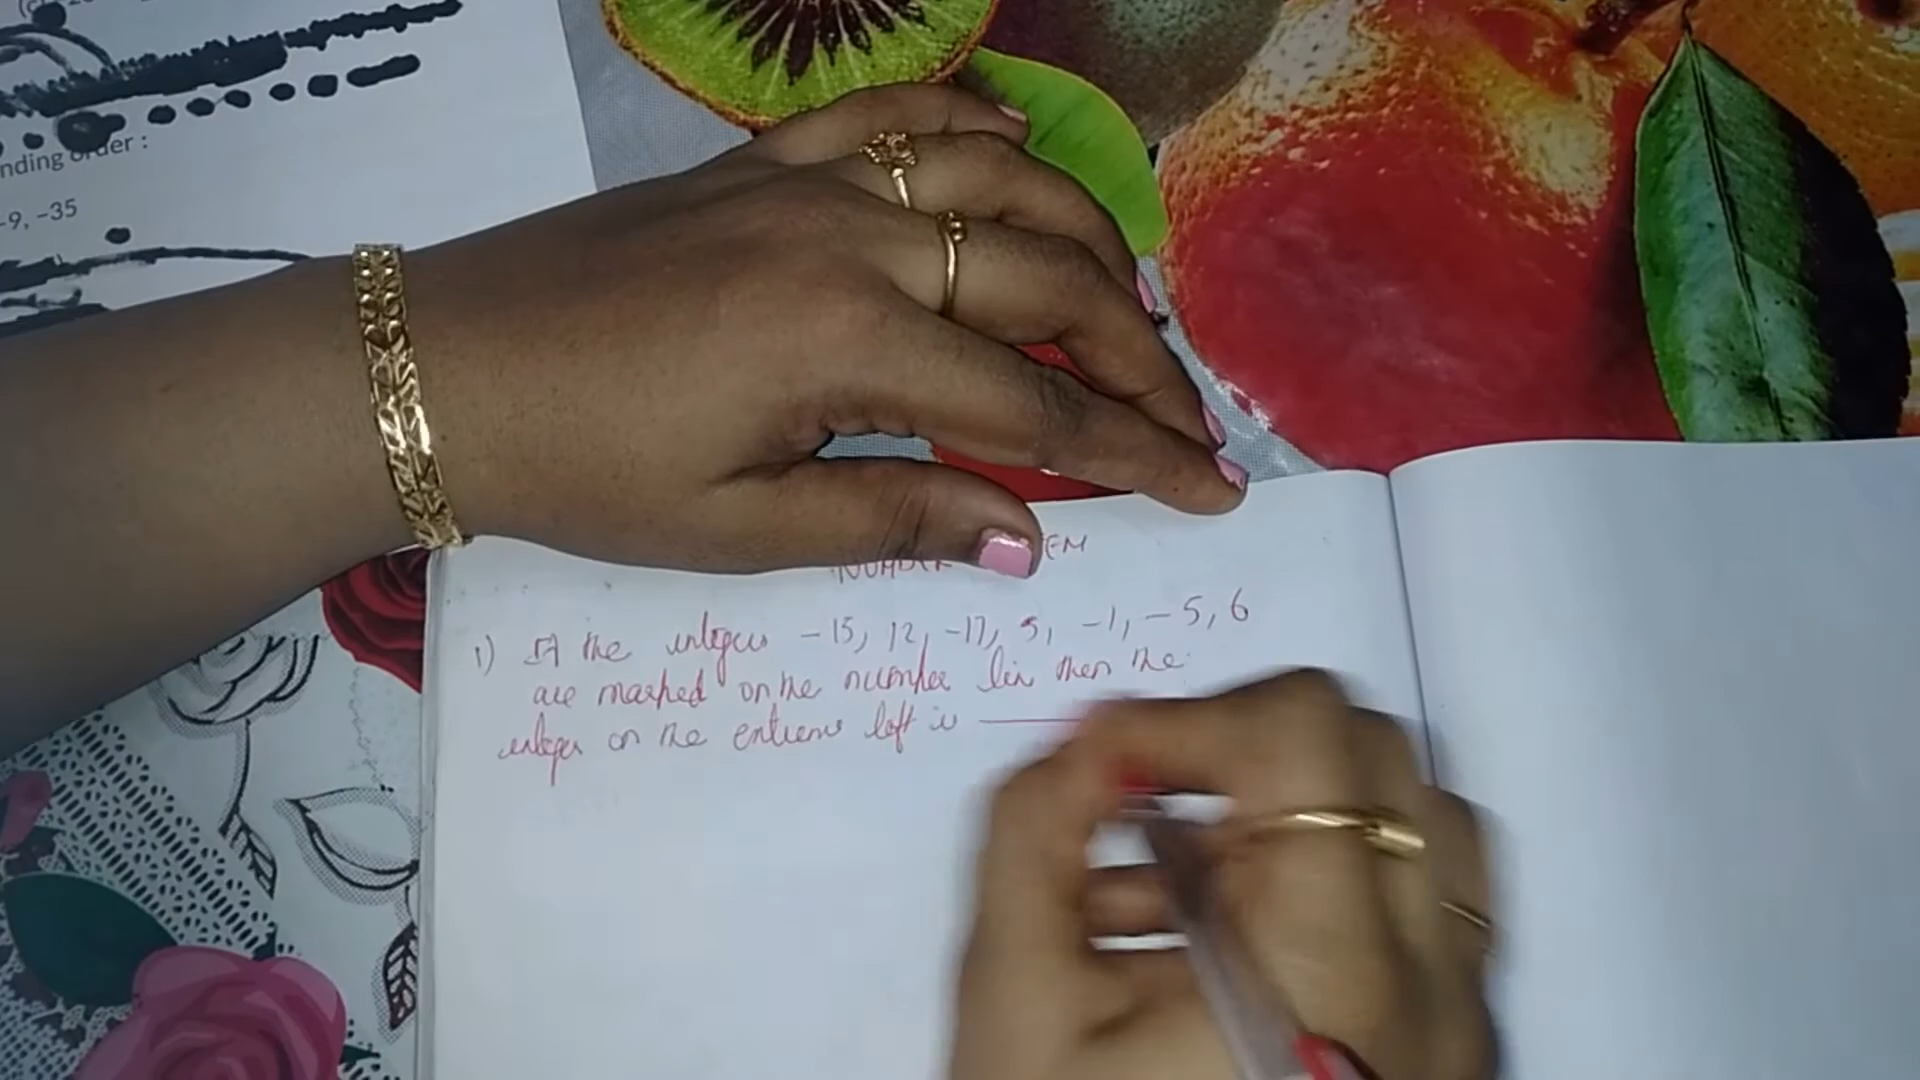 nding order :
-9, -35
NUMBER EM
1) If the integers -15, 12, -17, 5, -1, -5, 6
are marked on the number line then the
integer on the extreme left is